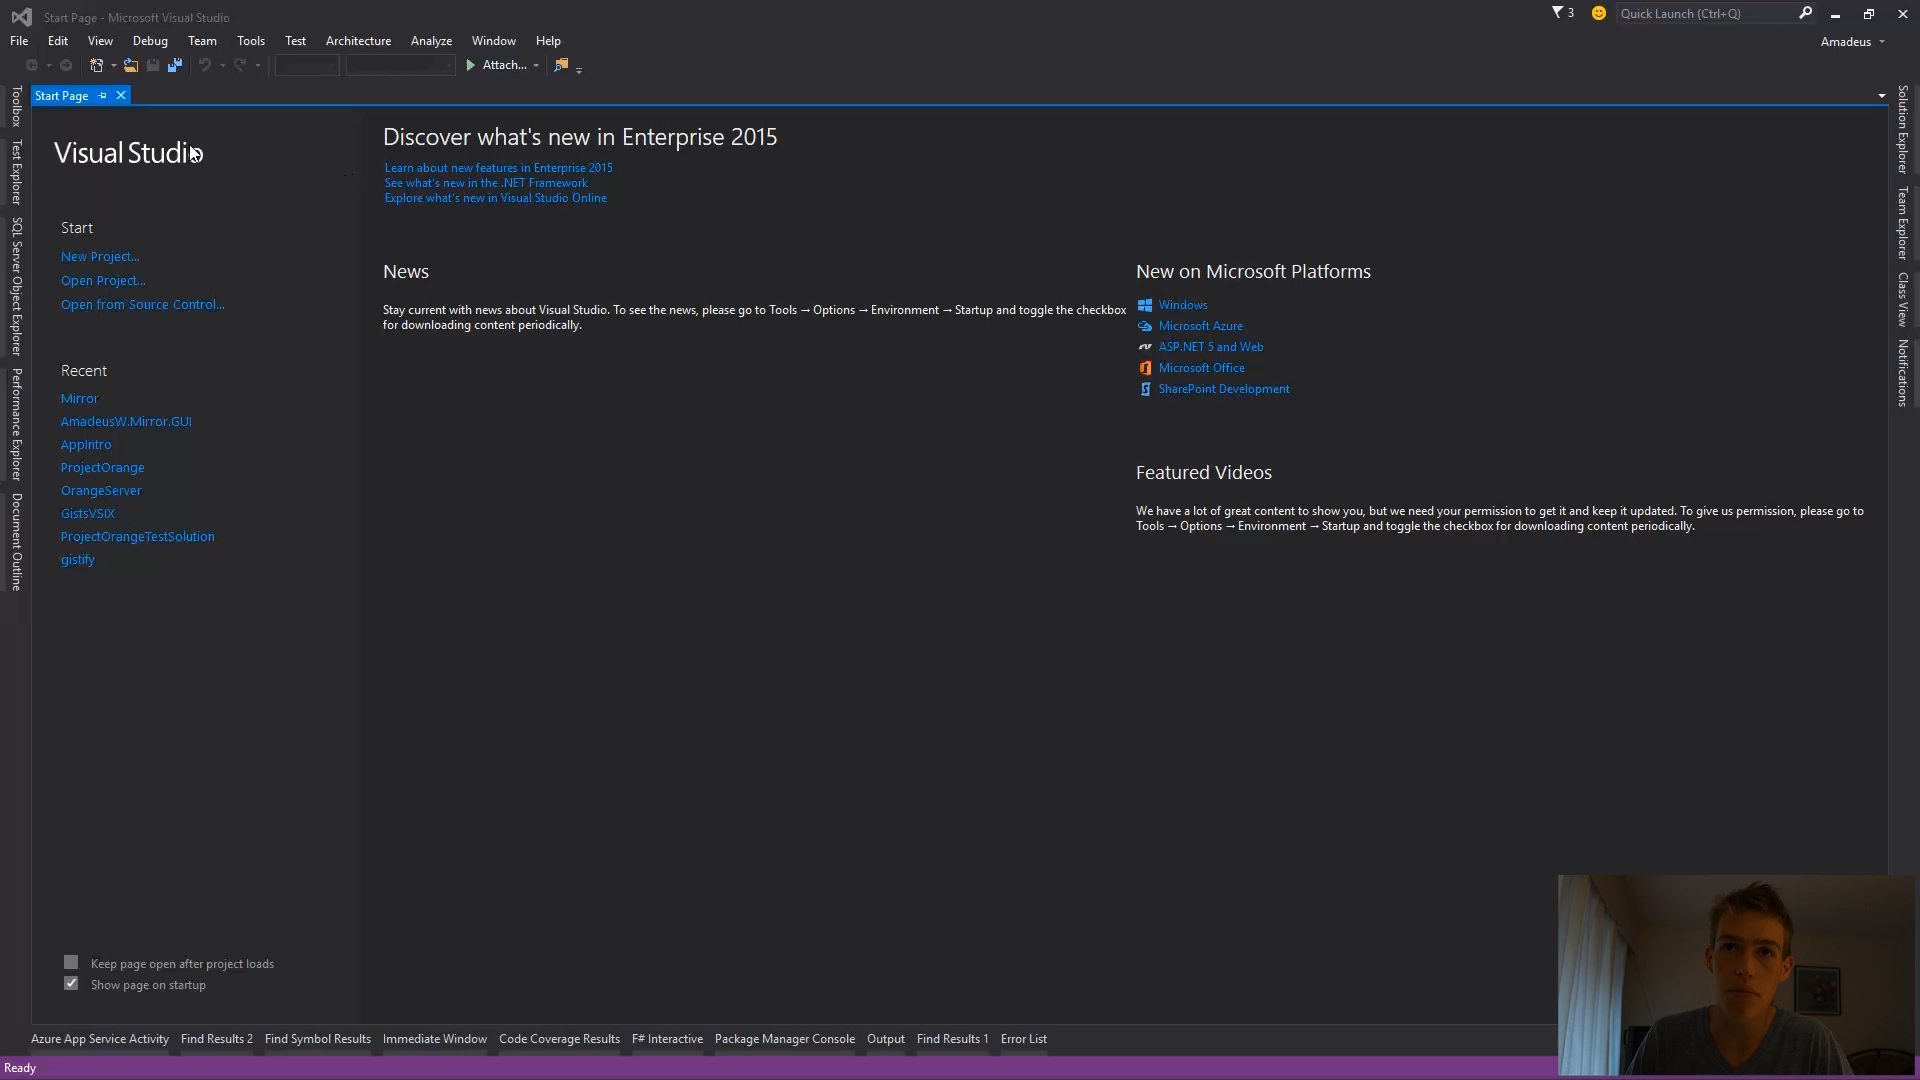 Start Page - Microsoft Visual Studio
3
Quick Launch (Ctrl+Q)
File Edit View Debug Team Tools Test Architecture Analyze Window Help
Amadeus
Attach...
Start Page
Toolbox
Test Explorer
SQL Server Object Explorer
Performance Explorer
Document Outline
Visual Studio
Start
New Project...
Open Project...
Open from Source Control...
Recent
Mirror
AmadeusW.Mirror.GUI
AppIntro
ProjectOrange
OrangeServer
GistsVSIX
ProjectOrangeTestSolution
gistify
Keep page open after project loads
Show page on startup
Discover what's new in Enterprise 2015
Learn about new features in Enterprise 2015
See what's new in the .NET Framework
Explore what's new in Visual Studio Online
News
Stay current with news about Visual Studio. To see the news, please go to Tools → Options → Environment → Startup and toggle the checkbox
for downloading content periodically.
New on Microsoft Platforms
Windows
Microsoft Azure
ASP.NET 5 and Web
Microsoft Office
SharePoint Development
Featured Videos
We have a lot of great content to show you, but we need your permission to get it and keep it updated. To give us permission, please go to
Tools → Options → Environment → Startup and toggle the checkbox for downloading content periodically.
Solution Explorer
Team Explorer
Class View
Notifications
Azure App Service Activity Find Results 2 Find Symbol Results Immediate Window Code Coverage Results F# Interactive Package Manager Console Output Find Results 1 Error List
Ready